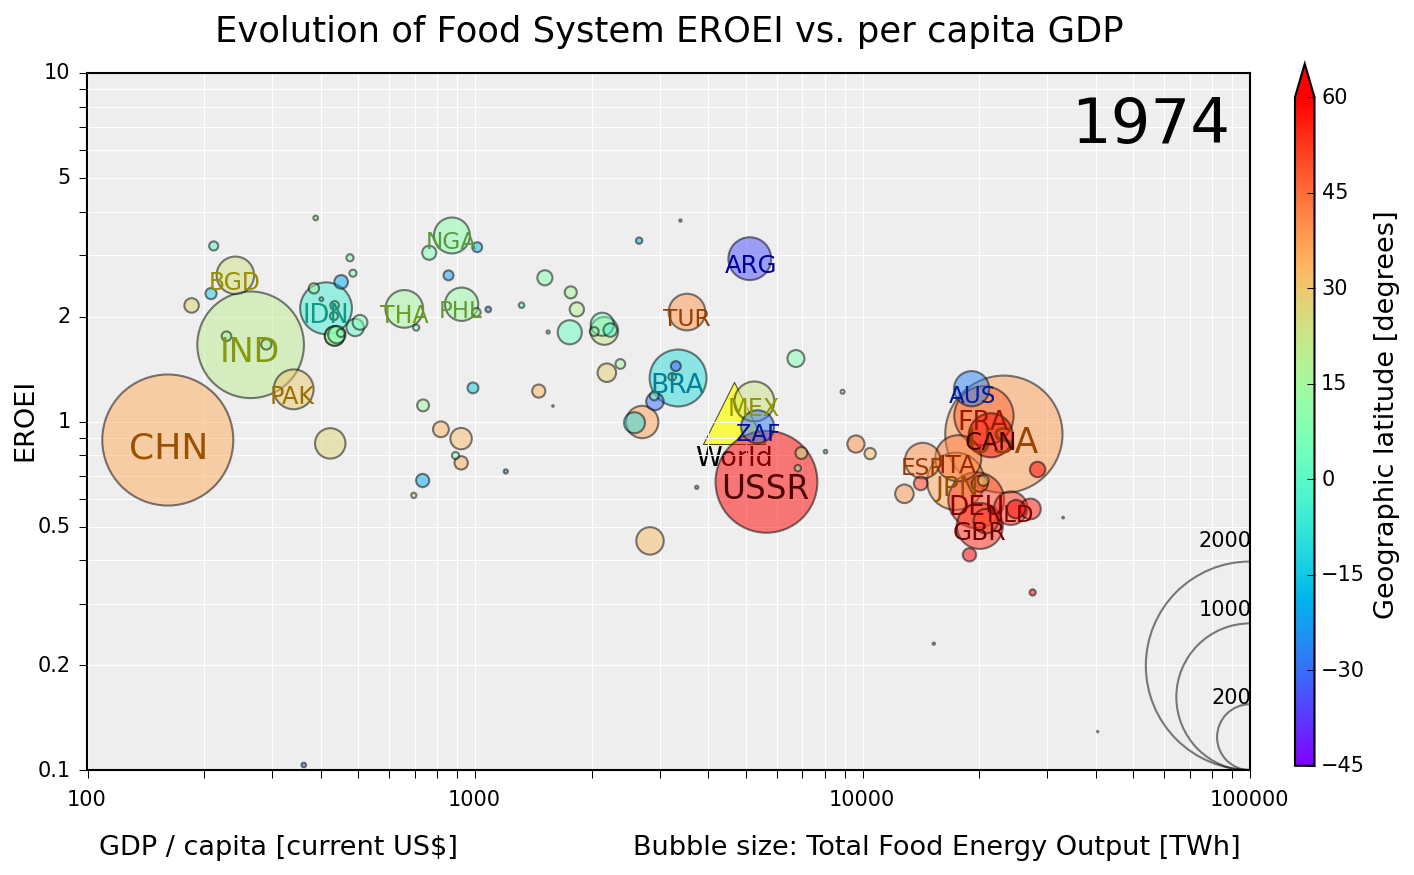 Evolution of Food System EROEI vs. per capita GDP
1974
10
5
2
1
0.5
0.2
0.1
EROEI
NGA
ARG
BGD
IDN
THA
PHL
TUR
IND
PAK
BRA
MEX
AUS
ZAF
FRA
USA
CAN
CHN
World
USSR
ESP
ITA
JPN
DEU
NLD
GBR
2000
1000
200
100
1000
10000
100000
GDP / capita [current US$]
Bubble size: Total Food Energy Output [TWh]
60
45
30
15
0
−15
−30
−45
Geographic latitude [degrees]